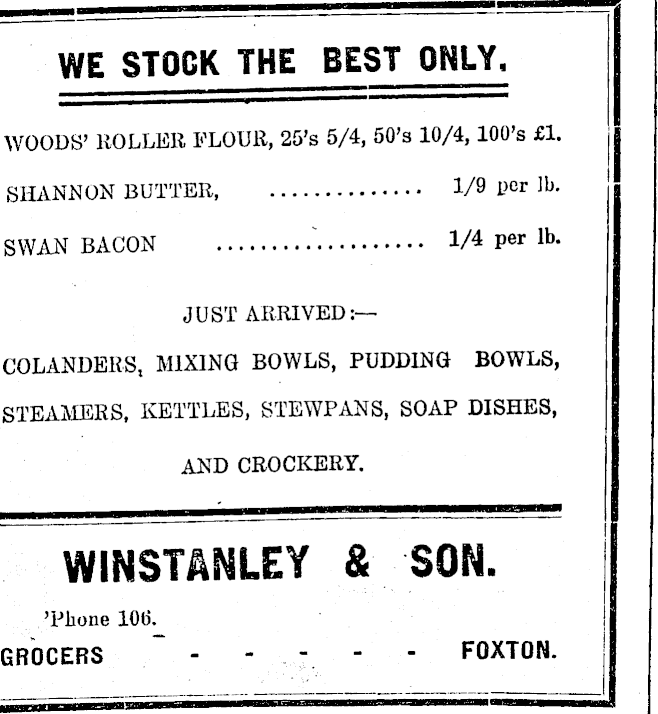 WE STOCK THE BEST ONLY.
WOODS' ROLLER FLOUR, 25's 5/4, 50's 10/4, 100's £1.
SHANNON BUTTER, .............. 1/9 per lb.
SWAN BACON ................... 1/4 per lb.
JUST ARRIVED:—
COLANDERS, MIXING BOWLS, PUDDING BOWLS,
STEAMERS, KETTLES, STEWPANS, SOAP DISHES,
AND CROCKERY.
WINSTANLEY & SON.
'Phone 106.
GROCERS - - - - - FOXTON.